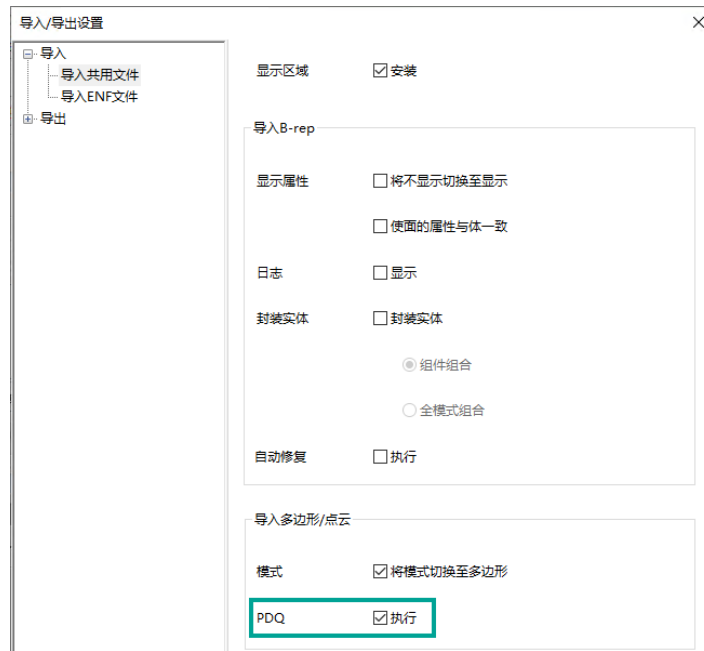 导入/导出设置
导入
导入共用文件
导入ENF文件
导出
显示区域 安装
导入B-rep
显示属性 将不显示切换至显示
使面的属性与体一致
日志 显示
封装实体 封装实体
组件组合
全模式组合
自动修复 执行
导入多边形/点云
模式 将模式切换至多边形
PDQ 执行